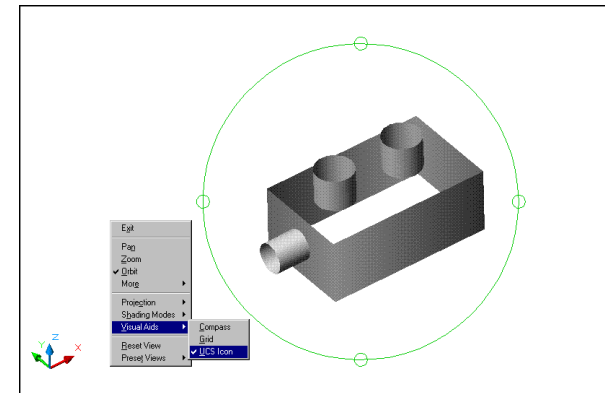 Exit
Pan
Zoom
Orbit
More
Projection
Shading Modes
Visual Aids
Reset View
Preset Views
Compass
Grid
UCS Icon
Y Z X